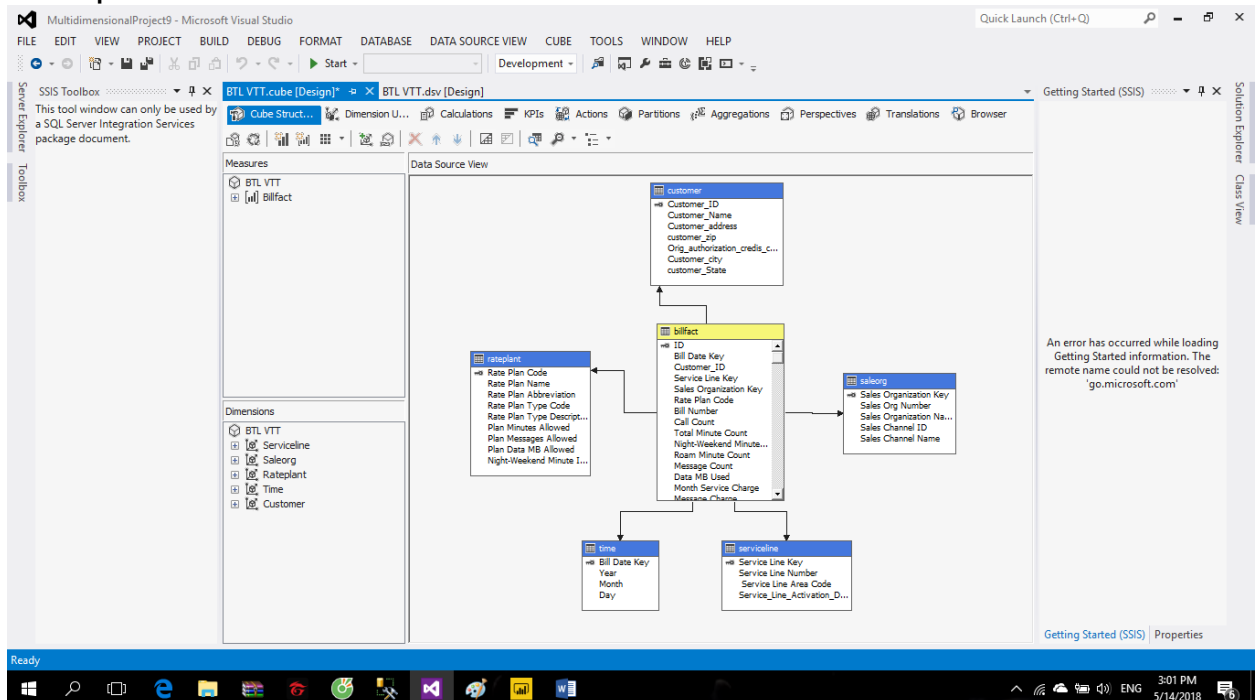 MultidimensionalProject9 - Microsoft Visual Studio
Quick Launch (Ctrl+Q)
FILE EDIT VIEW PROJECT BUILD DEBUG FORMAT DATABASE DATA SOURCE VIEW CUBE TOOLS WINDOW HELP
Start
Development
Server Explorer
Toolbox
SSIS Toolbox
This tool window can only be used by
a SQL Server Integration Services
package document.
BTL VTT.cube [Design]*
BTL VTT.dsv [Design]
Cube Struct... Dimension U... Calculations KPIs Actions Partitions Aggregations Perspectives Translations Browser
Measures
BTL VTT
Billfact
Dimensions
BTL VTT
Serviceline
Saleorg
Rateplant
Time
Customer
Data Source View
customer
Customer_ID
Customer_Name
Customer_address
customer_zip
Orig_authorization_credis_c...
Customer_city
customer_State
billfact
ID
Bill Date Key
Customer_ID
Service Line Key
Sales Organization Key
Rate Plan Code
Bill Number
Call Count
Total Minute Count
Night-Weekend Minute...
Roam Minute Count
Message Count
Data MB Used
Month Service Charge
Message Charge
rateplant
Rate Plan Code
Rate Plan Name
Rate Plan Abbreviation
Rate Plan Type Code
Rate Plan Type Descript...
Plan Minutes Allowed
Plan Messages Allowed
Plan Data MB Allowed
Night-Weekend Minute I...
saleorg
Sales Organization Key
Sales Org Number
Sales Organization Na...
Sales Channel ID
Sales Channel Name
time
Bill Date Key
Year
Month
Day
serviceline
Service Line Key
Service Line Number
Service Line Area Code
Service_Line_Activation_D...
Getting Started (SSIS)
An error has occurred while loading
Getting Started information. The
remote name could not be resolved:
'go.microsoft.com'
Getting Started (SSIS) Properties
Solution Explorer
Class View
Ready
ENG
3:01 PM
5/14/2018
6